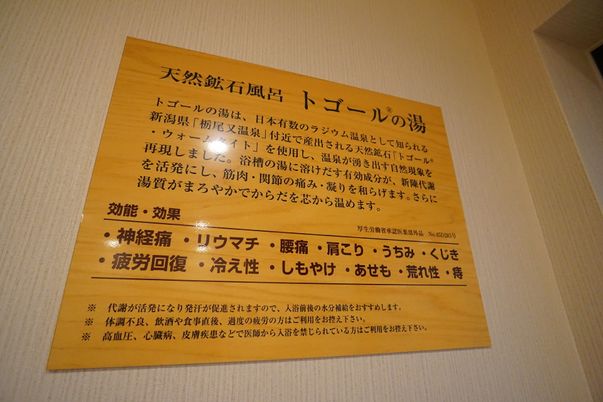 天然鉱石風呂 トゴール®の湯
トゴールの湯は、日本有数のラジウム温泉として知られる
新潟県「栃尾又温泉」付近で産出される天然鉱石「トゴール®
・ウォームタイト」を使用し、温泉が湧き出す自然現象を
再現しました。浴槽の湯に溶けだす有効成分が、新陳代謝
を活発にし、筋肉・関節の痛み・凝りを和らげます。さらに
湯質がまろやかでからだを芯から温めます。
効能・効果
厚生労働省承認医薬部外品
・神経痛 ・リウマチ ・腰痛 ・肩こり ・うちみ ・くじき
・疲労回復 ・冷え性 ・しもやけ ・あせも ・荒れ性 ・痔
※ 代謝が活発になり発汗が促進されますので、入浴前後の水分補給をおすすめします。
※ 体調不良、飲酒や食事直後、過度の疲労の方はご利用をお控え下さい。
※ 高血圧、心臓病、皮膚疾患などで医師から入浴を禁じられている方はご利用をお控え下さい。